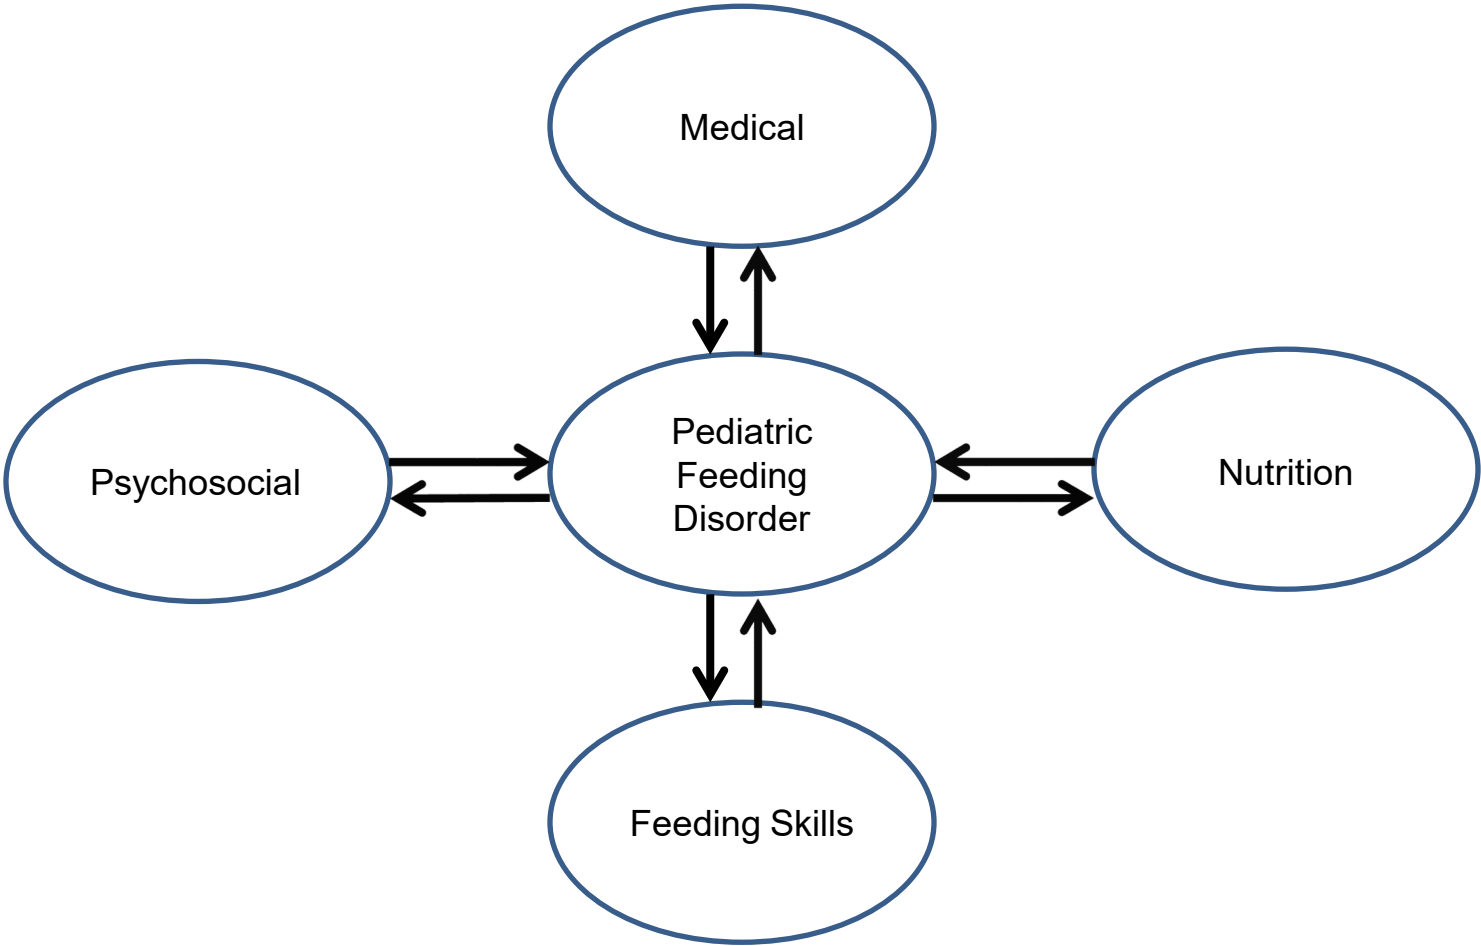 Medical
Psychosocial
Pediatric
Feeding
Disorder
Nutrition
Feeding Skills